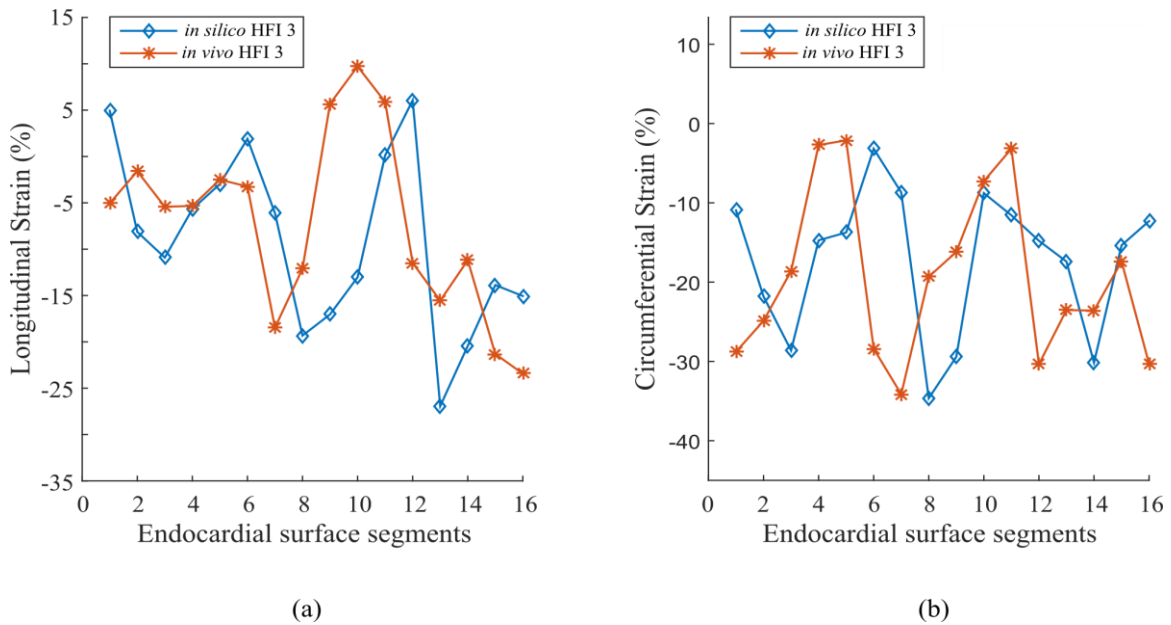 in silico HFI 3
in vivo HFI 3
15
5
-5
-15
-25
-35
Longitudinal Strain (%)
0 2 4 6 8 10 12 14 16
Endocardial surface segments
(a)
in silico HFI 3
in vivo HFI 3
10
0
-10
-20
-30
-40
Circumferential Strain (%)
0 2 4 6 8 10 12 14 16
Endocardial surface segments
(b)